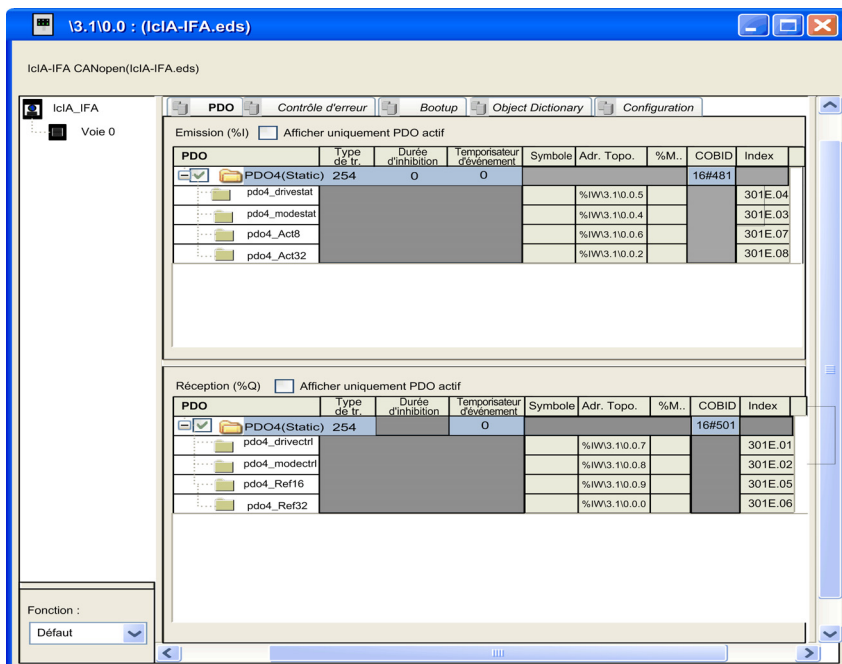 \3.1\0.0 : (IcIA-IFA.eds)
IcIA-IFA CANopen(IcIA-IFA.eds)
IcIA_IFA
Voie 0
PDO Contrôle d'erreur Bootup Object Dictionary Configuration
Emission (%I) Afficher uniquement PDO actif
PDO Type de tr. Durée d'inhibition Temporisateur d'événement Symbole Adr. Topo. %M.. COBID Index
PDO4(Static) 254 0 0 16#481
pdo4_drivestat %IW\3.1\0.0.5 301E.04
pdo4_modestat %IW\3.1\0.0.4 301E.03
pdo4_Act8 %IW\3.1\0.0.6 301E.07
pdo4_Act32 %IW\3.1\0.0.2 301E.08
Réception (%Q) Afficher uniquement PDO actif
PDO Type de tr. Durée d'inhibition Temporisateur d'événement Symbole Adr. Topo. %M.. COBID Index
PDO4(Static) 254 0 16#501
pdo4_drivectrl %IW\3.1\0.0.7 301E.01
pdo4_modectrl %IW\3.1\0.0.8 301E.02
pdo4_Ref16 %IW\3.1\0.0.9 301E.05
pdo4_Ref32 %IW\3.1\0.0.0 301E.06
Fonction :
Défaut